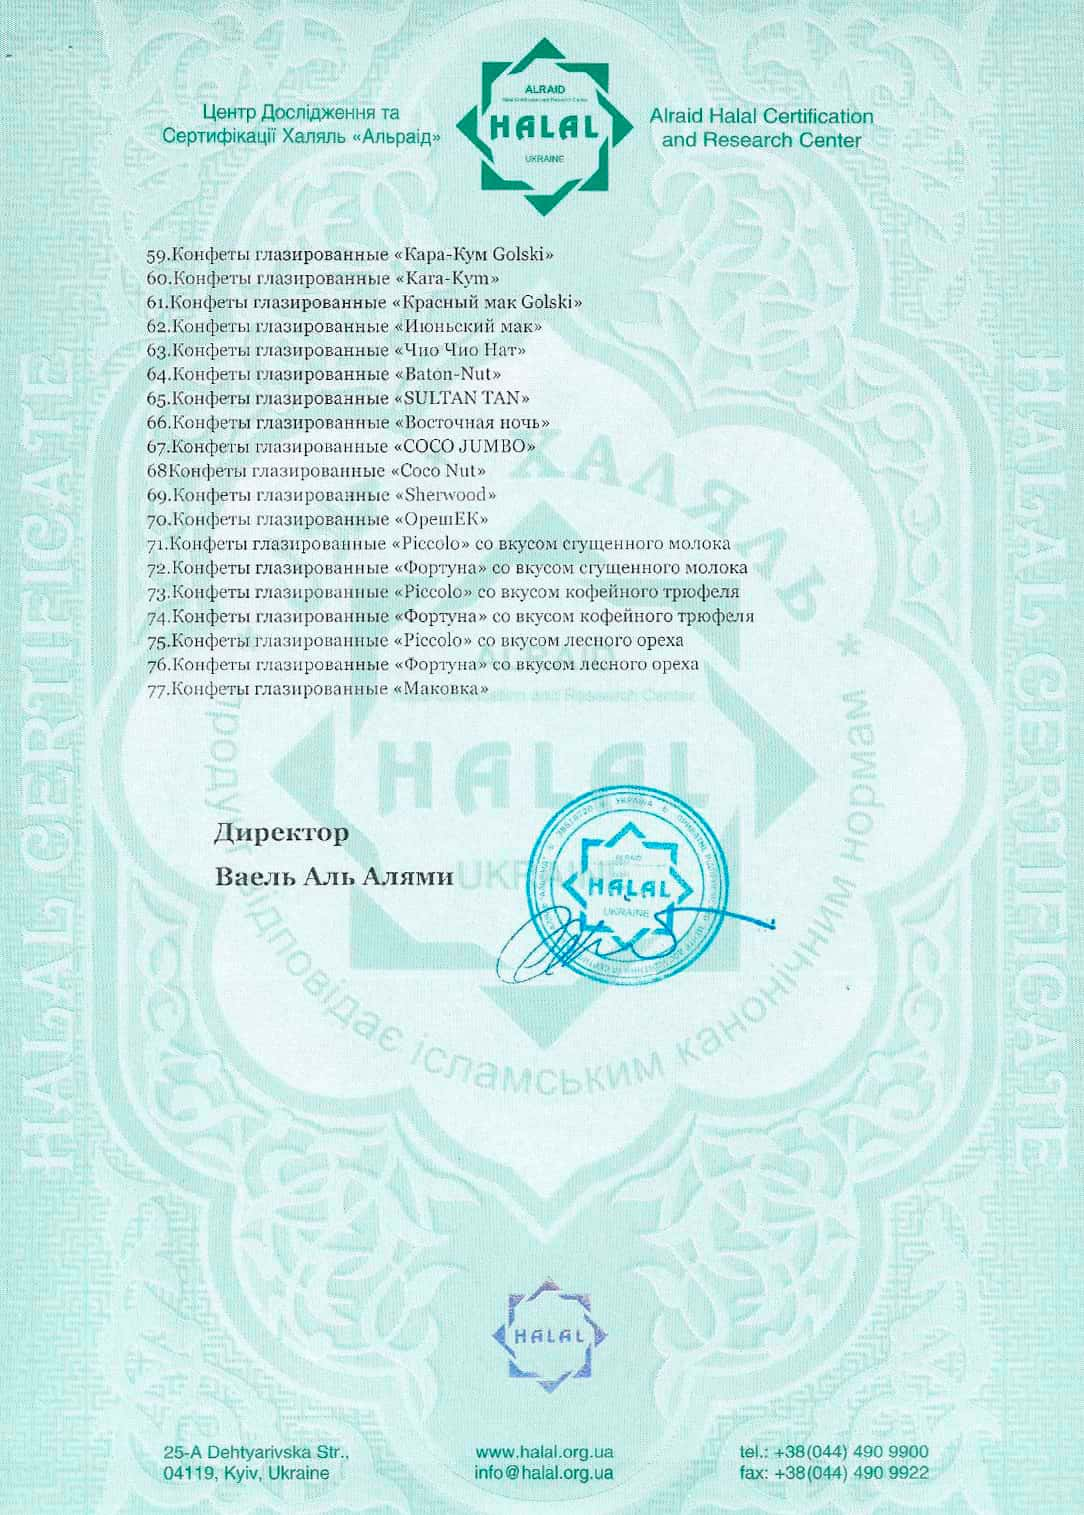 Центр Дослідження та
Сертифікації Халяль «Альраід»
ALRAID
HALAL
UKRAINE
Alraid Halal Certification
and Research Center
59.Конфеты глазированные «Кара-Кум Golski»
60.Конфеты глазированные «Kara-Kym»
61.Конфеты глазированные «Красный мак Golski»
62.Конфеты глазированные «Июньский мак»
63.Конфеты глазированные «Чио Чио Нат»
64.Конфеты глазированные «Baton-Nut»
65.Конфеты глазированные «SULTAN TAN»
66.Конфеты глазированные «Восточная ночь»
67.Конфеты глазированные «COCO JUMBO»
68Конфеты глазированные «Coco Nut»
69.Конфеты глазированные «Sherwood»
70.Конфеты глазированные «ОрешЕК»
71.Конфеты глазированные «Piccolo» со вкусом сгущенного молока
72.Конфеты глазированные «Фортуна» со вкусом сгущенного молока
73.Конфеты глазированные «Piccolo» со вкусом кофейного трюфеля
74.Конфеты глазированные «Фортуна» со вкусом кофейного трюфеля
75.Конфеты глазированные «Piccolo» со вкусом лесного ореха
76.Конфеты глазированные «Фортуна» со вкусом лесного ореха
77.Конфеты глазированные «Маковка»
HALAL CERTIFICATE
HALAL CERTIFICATE
ХАЛЯЛЬ
ALRAID
and Research Center
HALAL
UKRAINE
відповідає ісламським канонічним нормам
Директор
Ваель Аль Алями
УКРАЇНА
ALRAID
HALAL
UKRAINE
HALAL
25-A Dehtyarivska Str.,
04119, Kyiv, Ukraine
www.halal.org.ua
info@halal.org.ua
tel.: +38(044) 490 9900
fax: +38(044) 490 9922